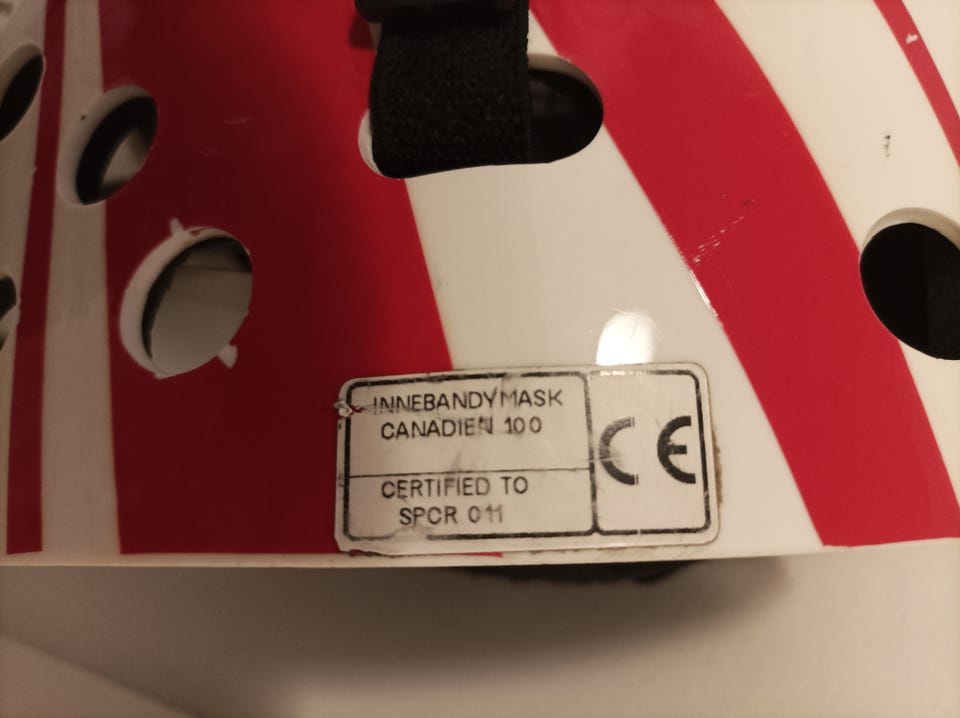 INNEBANDYMASK
CANADIEN 100
CERTIFIED TO
SPCR 011
CE